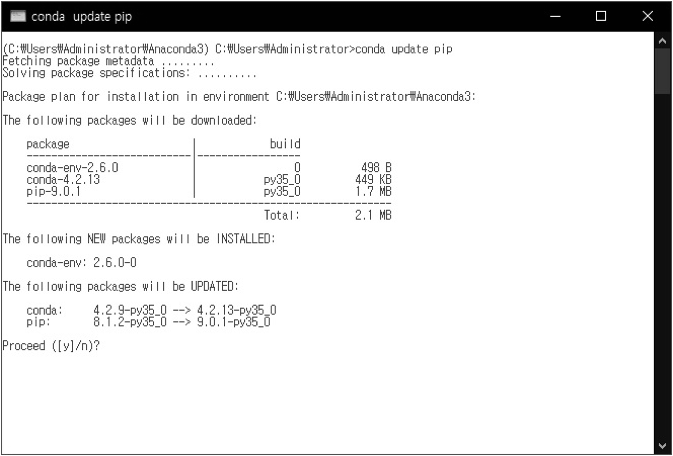 conda  update pip
(C:₩Users₩Administrator₩Anaconda3) C:₩Users₩Administrator>conda update pip
Fetching package metadata .........
Solving package specifications: ..........
Package plan for installation in environment C:₩Users₩Administrator₩Anaconda3:
The following packages will be downloaded:
package | build
---------------------------|-----------------
conda-env-2.6.0 | 0 498 B
conda-4.2.13 | py35_0 449 KB
pip-9.0.1 | py35_0 1.7 MB
------------------------------------------------------------
Total: 2.1 MB
The following NEW packages will be INSTALLED:
conda-env: 2.6.0-0
The following packages will be UPDATED:
conda: 4.2.9-py35_0 --> 4.2.13-py35_0
pip: 8.1.2-py35_0 --> 9.0.1-py35_0
Proceed ([y]/n)?